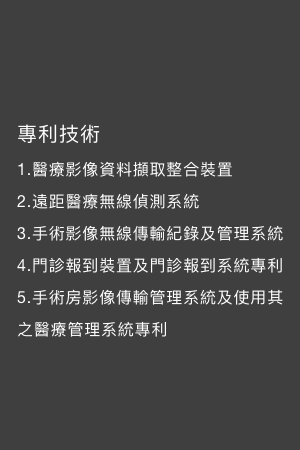 專利技術
1.醫療影像資料擷取整合裝置
2.遠距醫療無線偵測系統
3.手術影像無線傳輸紀錄及管理系統
4.門診報到裝置及門診報到系統專利
5.手術房影像傳輸管理系統及使用其
之醫療管理系統專利